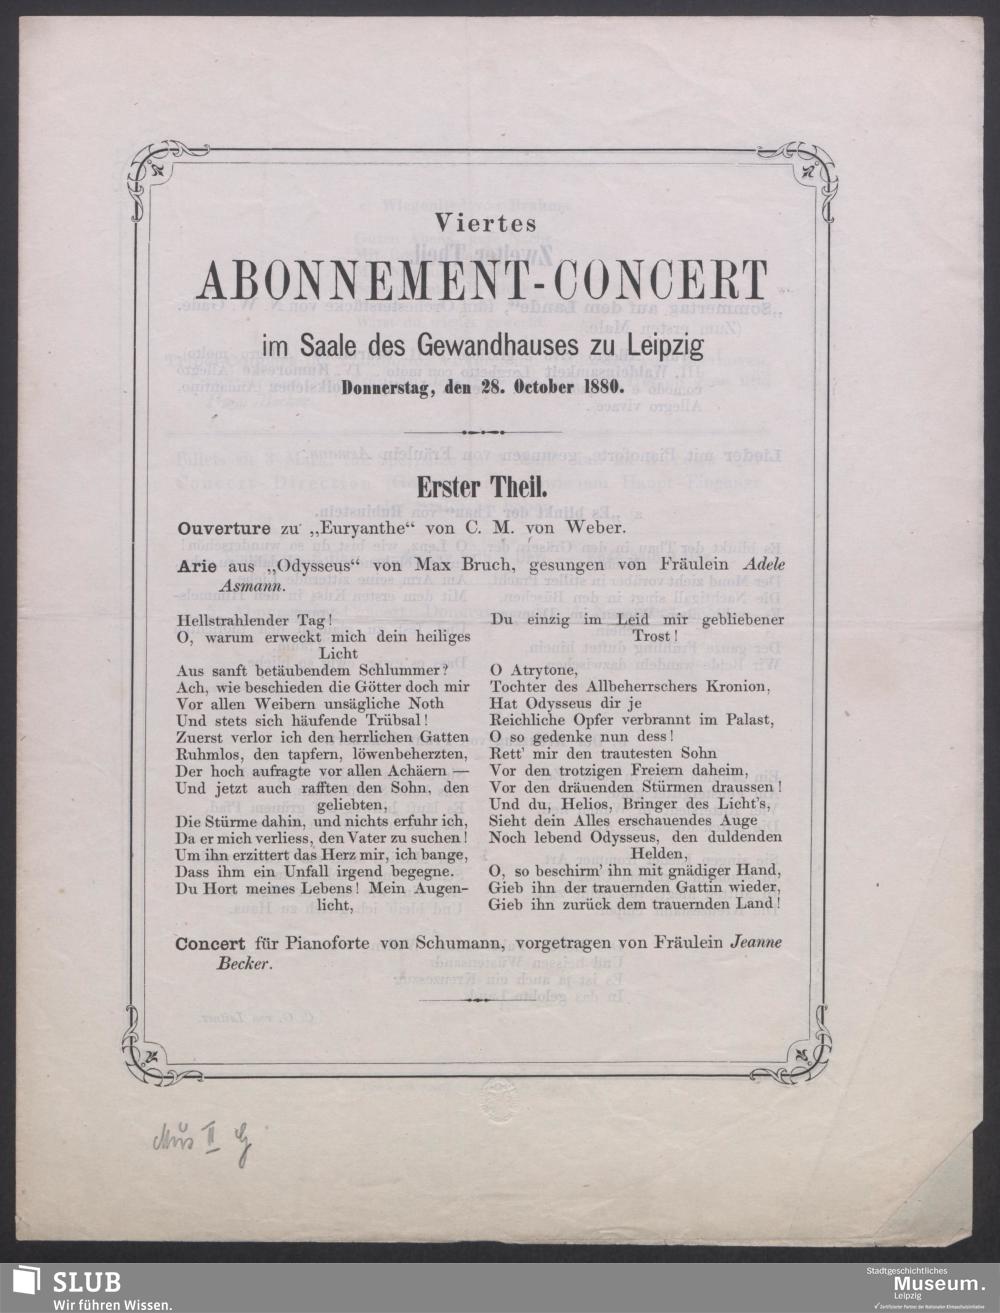 Viertes
ABONNEMENT-CONCERT
im Saale des Gewandhauses zu Leipzig
Donnerstag, den 28. October 1880.
Erster Theil.
Ouverture zu „Euryanthe“ von C. M. von Weber.
Arie aus „Odysseus“ von Max Bruch, gesungen von Fräulein Adele
Asmann.
Hellstrahlender Tag!
O, warum erweckt mich dein heiliges
Licht
Aus sanft betäubendem Schlummer?
Ach, wie beschieden die Götter doch mir
Vor allen Weibern unsägliche Noth
Und stets sich häufende Trübsal!
Zuerst verlor ich den herrlichen Gatten
Ruhmlos, den tapfern, löwenbeherzten,
Der hoch aufragte vor allen Achäern —
Und jetzt auch rafften den Sohn, den
geliebten,
Die Stürme dahin, und nichts erfuhr ich,
Da er mich verliess, den Vater zu suchen!
Um ihn erzittert das Herz mir, ich bange,
Dass ihm ein Unfall irgend begegne.
Du Hort meines Lebens! Mein Augen-
licht,
Du einzig im Leid mir gebliebener
Trost!
O Atrytone,
Tochter des Allbeherrschers Kronion,
Hat Odysseus dir je
Reichliche Opfer verbrannt im Palast,
O so gedenke nun dess!
Rett' mir den trautesten Sohn
Vor den trotzigen Freiern daheim,
Vor den dräuenden Stürmen draussen!
Und du, Helios, Bringer des Licht's,
Sieht dein Alles erschauendes Auge
Noch lebend Odysseus, den duldenden
Helden,
O, so beschirm' ihn mit gnädiger Hand,
Gieb ihn der trauernden Gattin wieder,
Gieb ihn zurück dem trauernden Land!
Concert für Pianoforte von Schumann, vorgetragen von Fräulein Jeanne
Becker.
Mus II G
SLUB
Wir führen Wissen.
Stadtgeschichtliches
Museum.
Leipzig
Zertifizierter Partner der Nationalen Klimaschutzinitiative